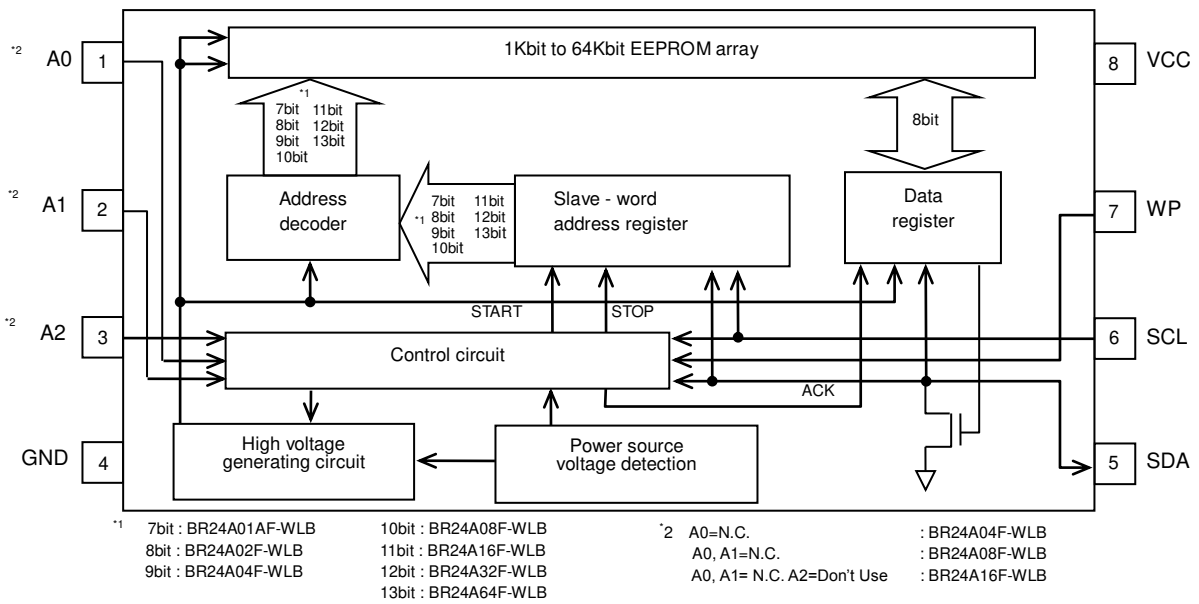 1Kbit to 64Kbit EEPROM array
*2 A0 1
8 VCC
*1
7bit 11bit
8bit 12bit
9bit 13bit
10bit
8bit
*2 A1 2
Address
decoder
*1
7bit 11bit
8bit 12bit
9bit 13bit
10bit
Slave - word
address register
Data
register
7 WP
START STOP
*2 A2 3
Control circuit
6 SCL
ACK
GND 4
High voltage
generating circuit
Power source
voltage detection
5 SDA
*1 7bit : BR24A01AF-WLB
8bit : BR24A02F-WLB
9bit : BR24A04F-WLB
10bit : BR24A08F-WLB
11bit : BR24A16F-WLB
12bit : BR24A32F-WLB
13bit : BR24A64F-WLB
*2 A0=N.C. : BR24A04F-WLB
A0, A1=N.C. : BR24A08F-WLB
A0, A1= N.C. A2=Don't Use : BR24A16F-WLB